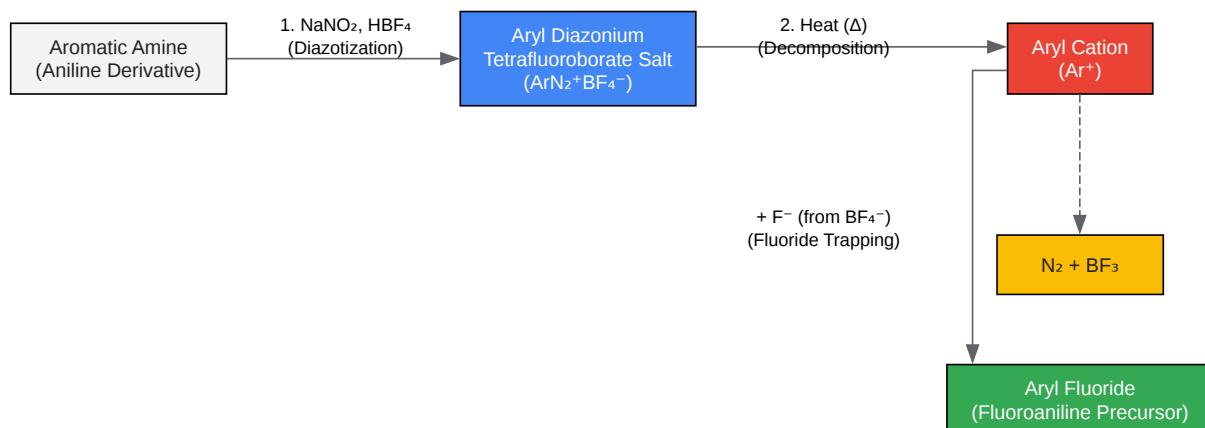 Aromatic Amine
(Aniline Derivative)
1. NaNO₂, HBF₄
(Diazotization)
Aryl Diazonium
Tetrafluoroborate Salt
(ArN₂⁺BF₄⁻)
2. Heat (Δ)
(Decomposition)
Aryl Cation
(Ar⁺)
+ F⁻ (from BF₄⁻)
(Fluoride Trapping)
N₂ + BF₃
Aryl Fluoride
(Fluoroaniline Precursor)